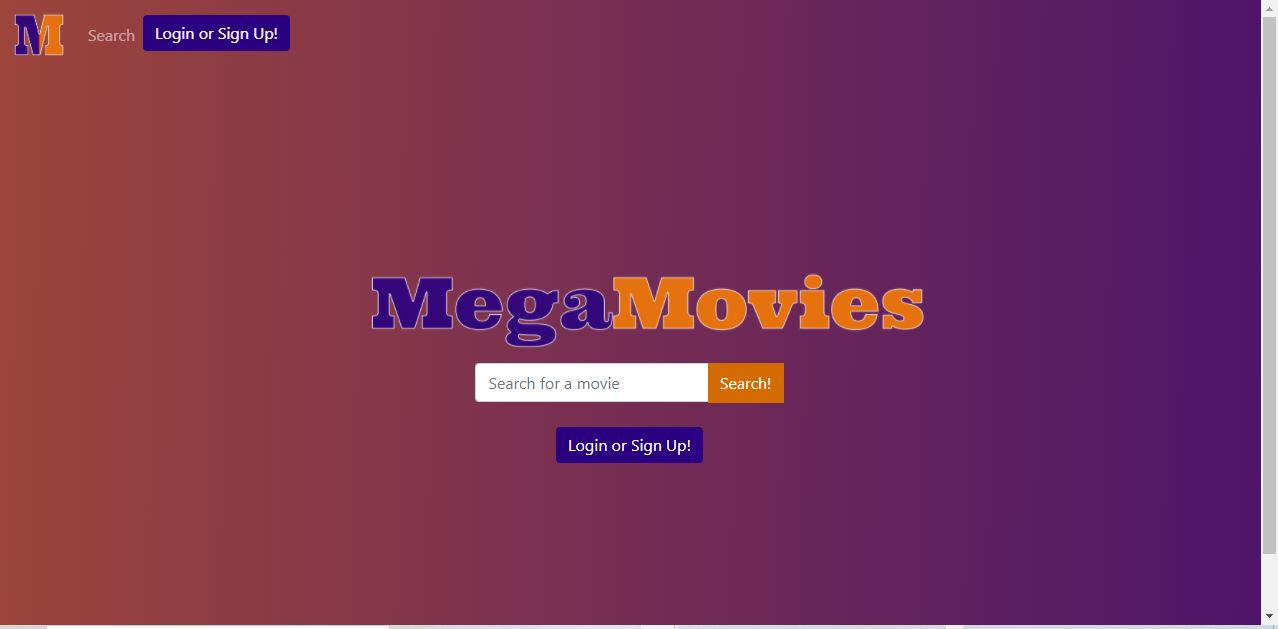 M
Search Login or Sign Up!
MegaMovies
Search for a movie Search!
Login or Sign Up!